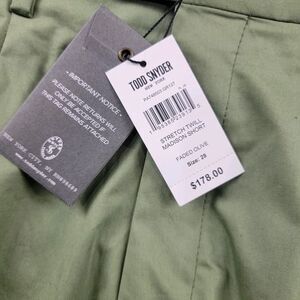 • IMPORTANT NOTICE •
PLEASE NOTE RETURNS WILL
ONLY BE ACCEPTED IF
THIS TAG REMAINS ATTACHED
TODD SNYDER
NEW YORK
STRETCH TWILL
MADISON SHORT
FADED OLIVE
Size: 28
$178.00